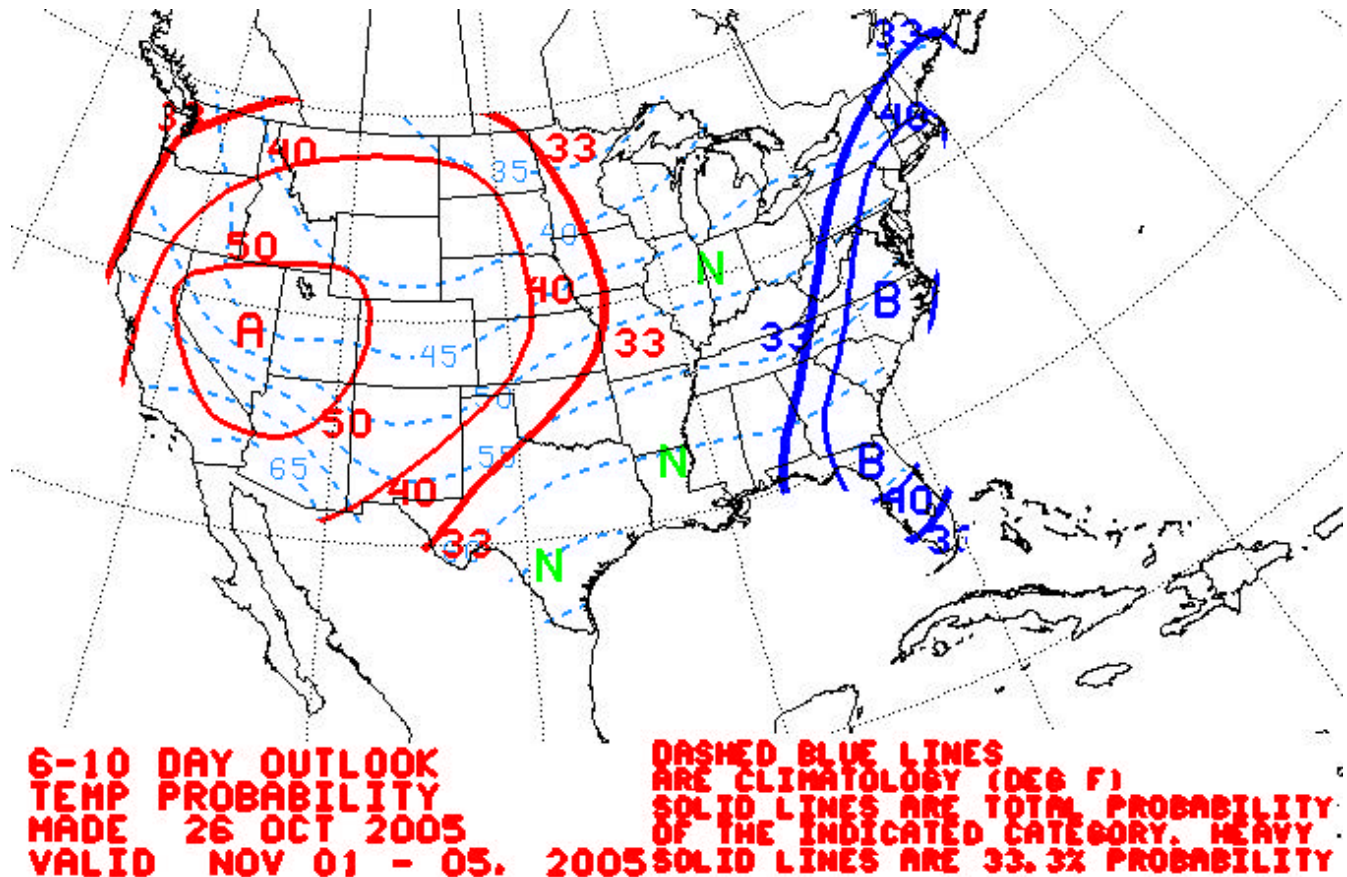 33
33
40
40
33
35
40
50
40
N
A
B
33
33
45
50
50
55
N
B
65
40
40
33
N
6-10 DAY OUTLOOK
TEMP PROBABILITY
MADE 26 OCT 2005
VALID NOV 01 - 05, 2005
DASHED BLUE LINES
ARE CLIMATOLOGY (DEG F)
SOLID LINES ARE TOTAL PROBABILITY
OF THE INDICATED CATEGORY. HEAVY
SOLID LINES ARE 33.3% PROBABILITY